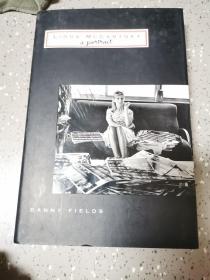 LINDA McCARTNEY
a portrait
DANNY FIELDS